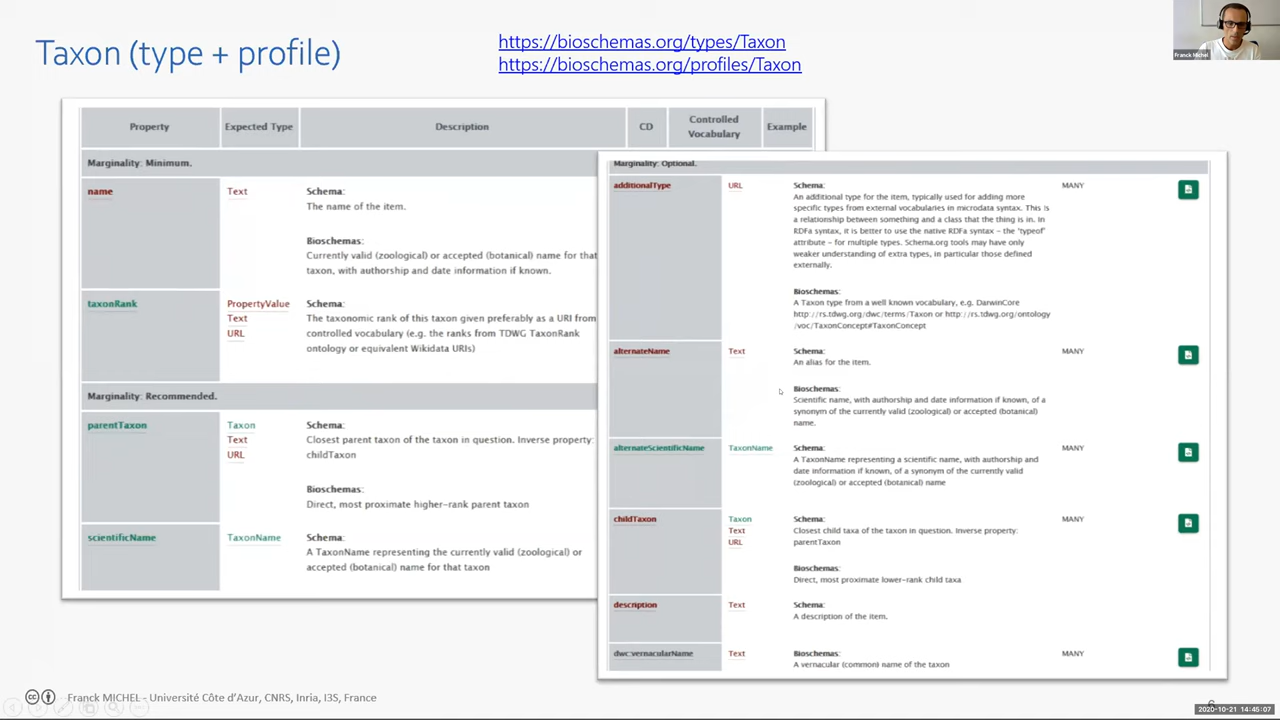 Taxon (type + profile)
https://bioschemas.org/types/Taxon
https://bioschemas.org/profiles/Taxon
Franck Michel
Property Expected Type Description CD Controlled Vocabulary Example
Marginality: Minimum.
name Text Schema:
The name of the item.
Bioschemas:
Currently valid (zoological) or accepted (botanical) name for that
taxon, with authorship and date information if known.
taxonRank PropertyValue Schema:
Text The taxonomic rank of this taxon given preferably as a URI from
URL controlled vocabulary (e.g. the ranks from TDWG TaxonRank
ontology or equivalent Wikidata URIs)
Marginality: Recommended.
parentTaxon Taxon Schema:
Text Closest parent taxon of the taxon in question. Inverse property:
URL childTaxon
Bioschemas:
Direct, most proximate higher-rank parent taxon
scientificName TaxonName Schema:
A TaxonName representing the currently valid (zoological) or
accepted (botanical) name for that taxon
Marginality: Optional.
additionalType URL Schema: MANY
An additional type for the item, typically used for adding more
specific types from external vocabularies in microdata syntax. This is
a relationship between something and a class that the thing is in. In
RDFa syntax, it is better to use the native RDFa syntax - the 'typeof'
attribute - for multiple types. Schema.org tools may have only
weaker understanding of extra types, in particular those defined
externally.
Bioschemas:
A Taxon type from a well known vocabulary, e.g. DarwinCore
http://rs.tdwg.org/dwc/terms/Taxon or http://rs.tdwg.org/ontology
/voc/TaxonConcept#TaxonConcept
alternateName Text Schema: MANY
An alias for the item.
Bioschemas:
Scientific name, with authorship and date information if known, of a
synonym of the currently valid (zoological) or accepted (botanical)
name.
alternateScientificName TaxonName Schema: MANY
A TaxonName representing a scientific name, with authorship and
date information if known, of a synonym of the currently valid
(zoological) or accepted (botanical) name
childTaxon Taxon Schema: MANY
Text Closest child taxa of the taxon in question. Inverse property:
URL parentTaxon
Bioschemas:
Direct, most proximate lower-rank child taxa
description Text Schema:
A description of the item.
dwc:vernacularName Text Bioschemas: MANY
A vernacular (common) name of the taxon
Franck MICHEL - Université Côte d'Azur, CNRS, Inria, I3S, France
2020-10-21 14:45:07